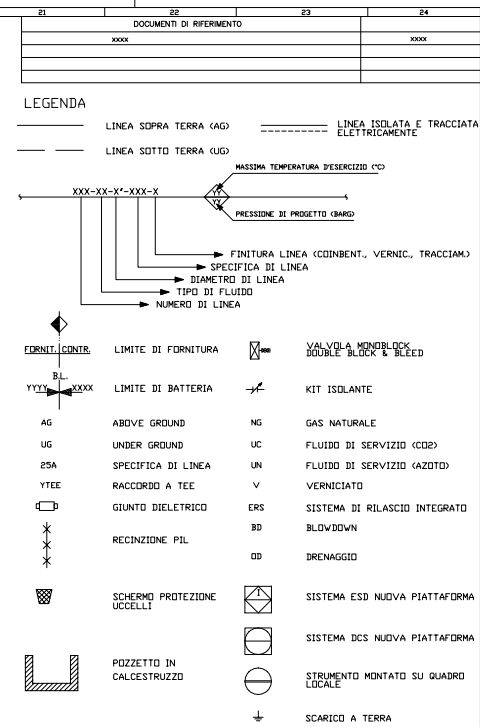 21 22 23 24
DOCUMENTI DI RIFERIMENTO
xxxx xxxx
LEGENDA
LINEA SOPRA TERRA (AG)
LINEA ISOLATA E TRACCIATA
ELETTRICAMENTE
LINEA SOTTO TERRA (UG)
MASSIMA TEMPERATURA D'ESERCIZIO (°C)
XXX-XX-X"-XXX-X
YY
YY
PRESSIONE DI PROGETTO (BARG)
FINITURA LINEA (COINBENT., VERNIC., TRACCIAM.)
SPECIFICA DI LINEA
DIAMETRO DI LINEA
TIPO DI FLUIDO
NUMERO DI LINEA
FORNIT. CONTR.
LIMITE DI FORNITURA
VALVOLA MONOBLOCK
DOUBLE BLOCK & BLEED
B.L.
YYYY XXXX
LIMITE DI BATTERIA
KIT ISOLANTE
AG ABOVE GROUND
NG GAS NATURALE
UG UNDER GROUND
UC FLUIDO DI SERVIZIO (CO2)
25A SPECIFICA DI LINEA
UN FLUIDO DI SERVIZIO (AZOTO)
YTEE RACCORDO A TEE
V VERNICIATO
GIUNTO DIELETRICO
ERS SISTEMA DI RILASCIO INTEGRATO
BD BLOWDOWN
RECINZIONE PIL
OD DRENAGGIO
SCHERMO PROTEZIONE
UCCELLI
I
SISTEMA ESD NUOVA PIATTAFORMA
SISTEMA DCS NUOVA PIATTAFORMA
POZZETTO IN
CALCESTRUZZO
STRUMENTO MONTATO SU QUADRO
LOCALE
SCARICO A TERRA